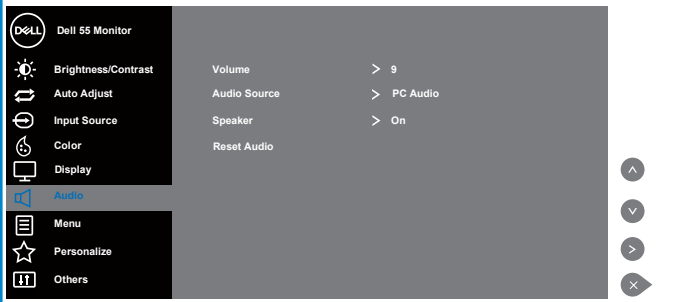 DELL
Dell 55 Monitor
Brightness/Contrast
Volume > 9
Auto Adjust
Audio Source > PC Audio
Input Source
Speaker > On
Color
Reset Audio
Display
Audio
Menu
Personalize
Others